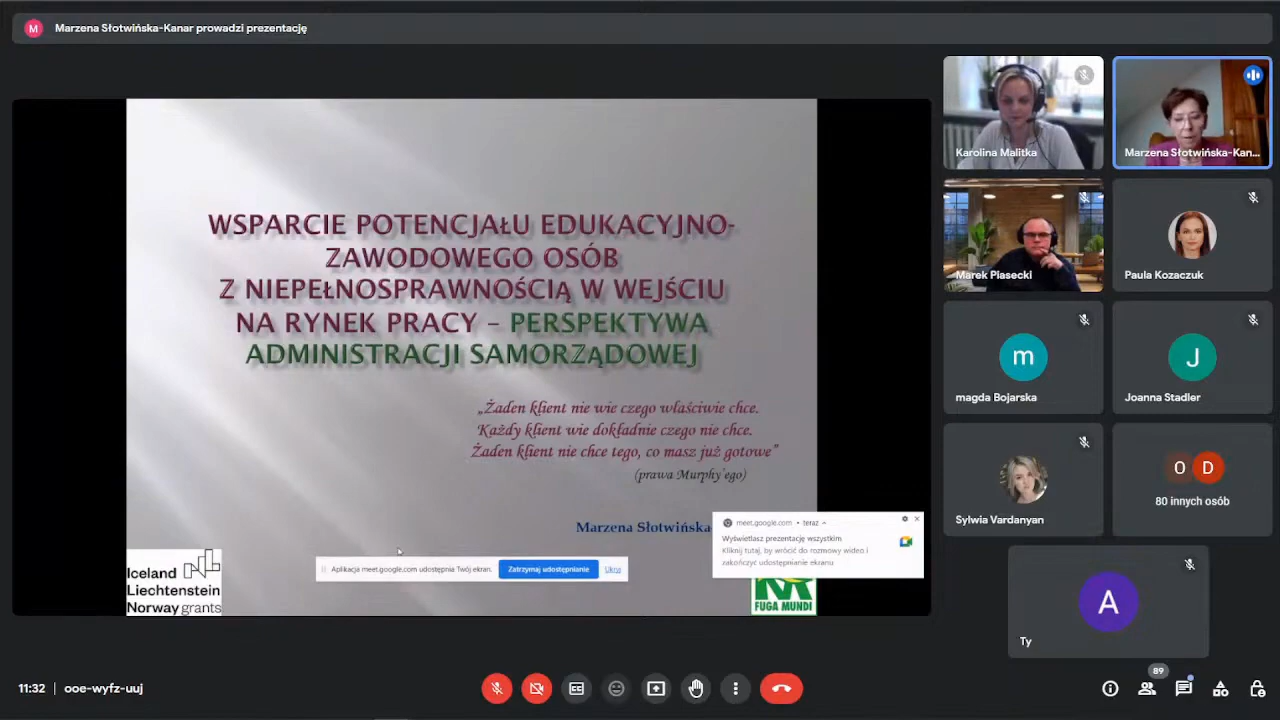 M
Marzena Słotwińska-Kanar prowadzi prezentację
WSPARCIE POTENCJAŁU EDUKACYJNO-
ZAWODOWEGO OSÓB
Z NIEPEŁNOSPRAWNOŚCIĄ W WEJŚCIU
NA RYNEK PRACY – PERSPEKTYWA
ADMINISTRACJI SAMORZĄDOWEJ
„Żaden klient nie wie czego właściwie chce.
Każdy klient wie dokładnie czego nie chce.
Żaden klient nie chce tego, co masz już gotowe”
(prawa Murphy'ego)
Marzena Słotwińska-
meet.google.com • teraz
Wyświetlasz prezentację wszystkim
Kliknij tutaj, by wrócić do rozmowy wideo i
zakończyć udostępnianie ekranu
Aplikacja meet.google.com udostępnia Twój ekran.
Zatrzymaj udostępnianie
Ukryj
Iceland
Liechtenstein
Norway grants
FUGA MUNDI
Karolina Malitka
Marzena Słotwińska-Kan...
Marek Piasecki
Paula Kozaczuk
m
magda Bojarska
J
Joanna Stadler
Sylwia Vardanyan
O D
80 innych osób
A
Ty
11:32 | ooe-wyfz-uuj
89